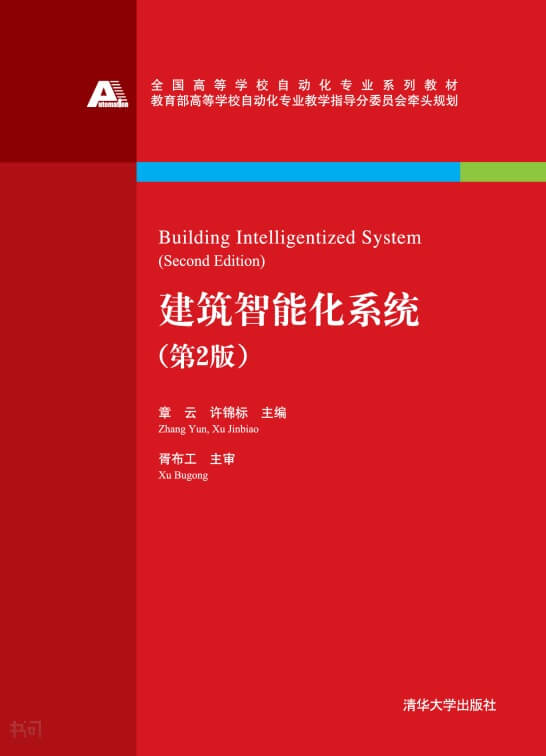 Automation
全国高等学校自动化专业系列教材
教育部高等学校自动化专业教学指导分委员会牵头规划
Building Intelligentized System
(Second Edition)
建筑智能化系统
（第2版）
章 云 许锦标 主编
Zhang Yun, Xu Jinbiao
胥布工 主审
Xu Bugong
清华大学出版社
书问